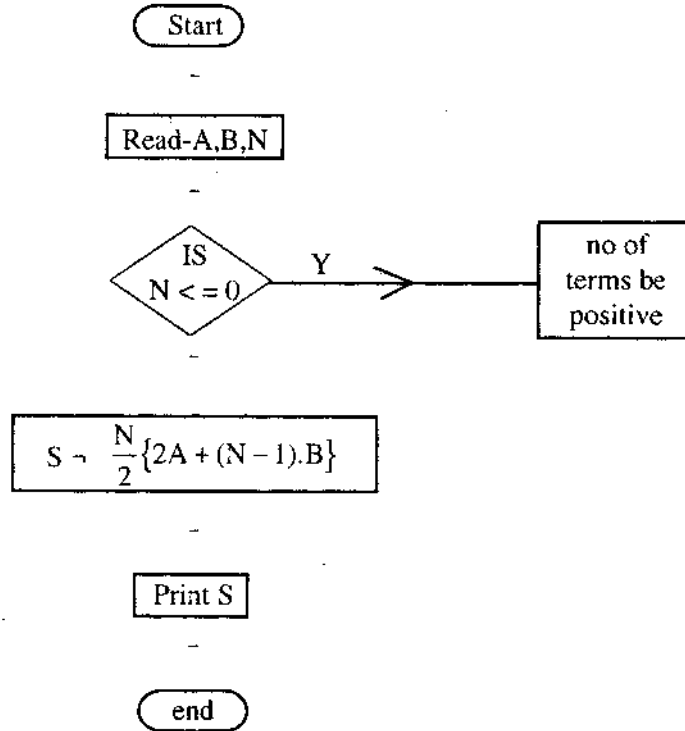 Start
Read-A,B,N
IS
N < = 0
Y
no of
terms be
positive
S ¬ N/2 {2A + (N − 1).B}
Print S
end